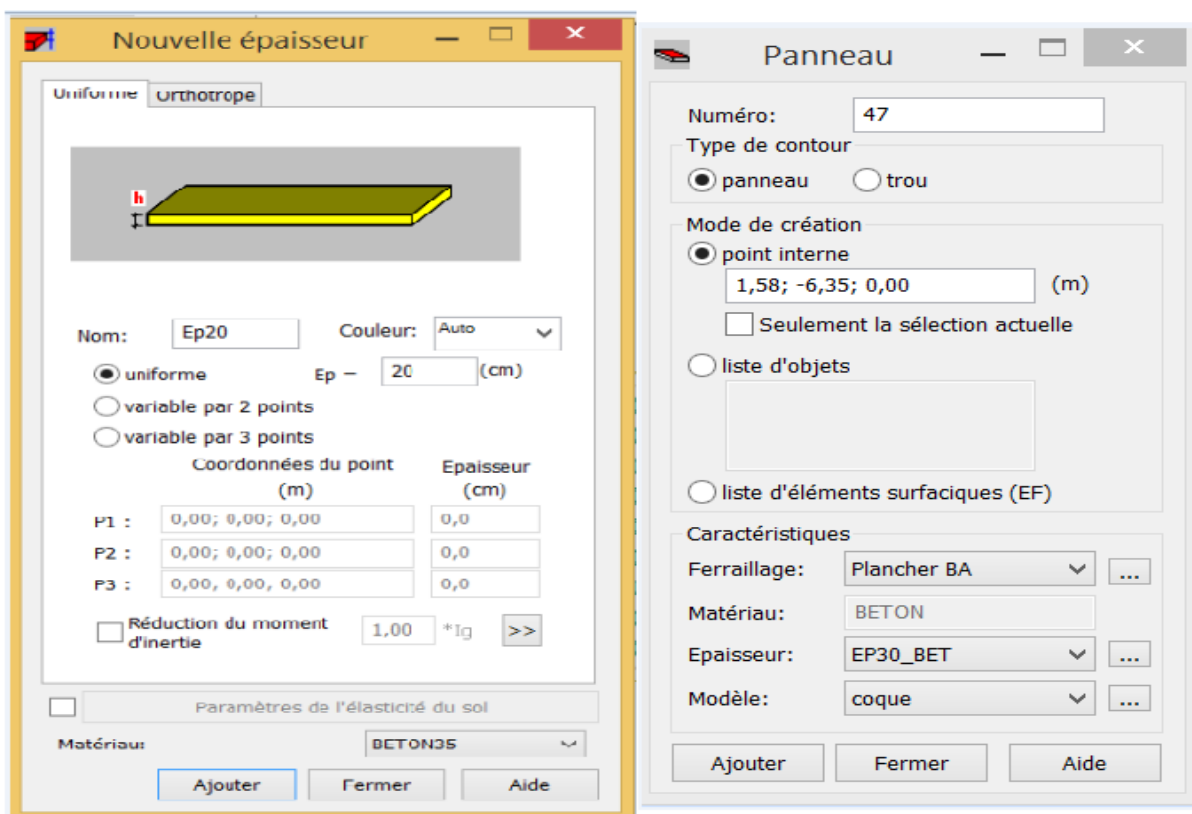 Nouvelle épaisseur
Uniforme Orthotrope
h
Nom: Ep20 Couleur: Auto
uniforme Ep = 20 (cm)
variable par 2 points
variable par 3 points
Coordonnées du point Epaisseur
(m) (cm)
P1 : 0,00; 0,00; 0,00 0,0
P2 : 0,00; 0,00; 0,00 0,0
P3 : 0,00, 0,00, 0,00 0,0
Réduction du moment
d'inertie 1,00 *Ig >>
Paramètres de l'élasticité du sol
Matériau: BETON35
Ajouter Fermer Aide
Panneau
Numéro: 47
Type de contour
panneau trou
Mode de création
point interne
1,58; -6,35; 0,00 (m)
Seulement la sélection actuelle
liste d'objets
liste d'éléments surfaciques (EF)
Caractéristiques
Ferraillage: Plancher BA ...
Matériau: BETON
Epaisseur: EP30_BET ...
Modèle: coque ...
Ajouter Fermer Aide